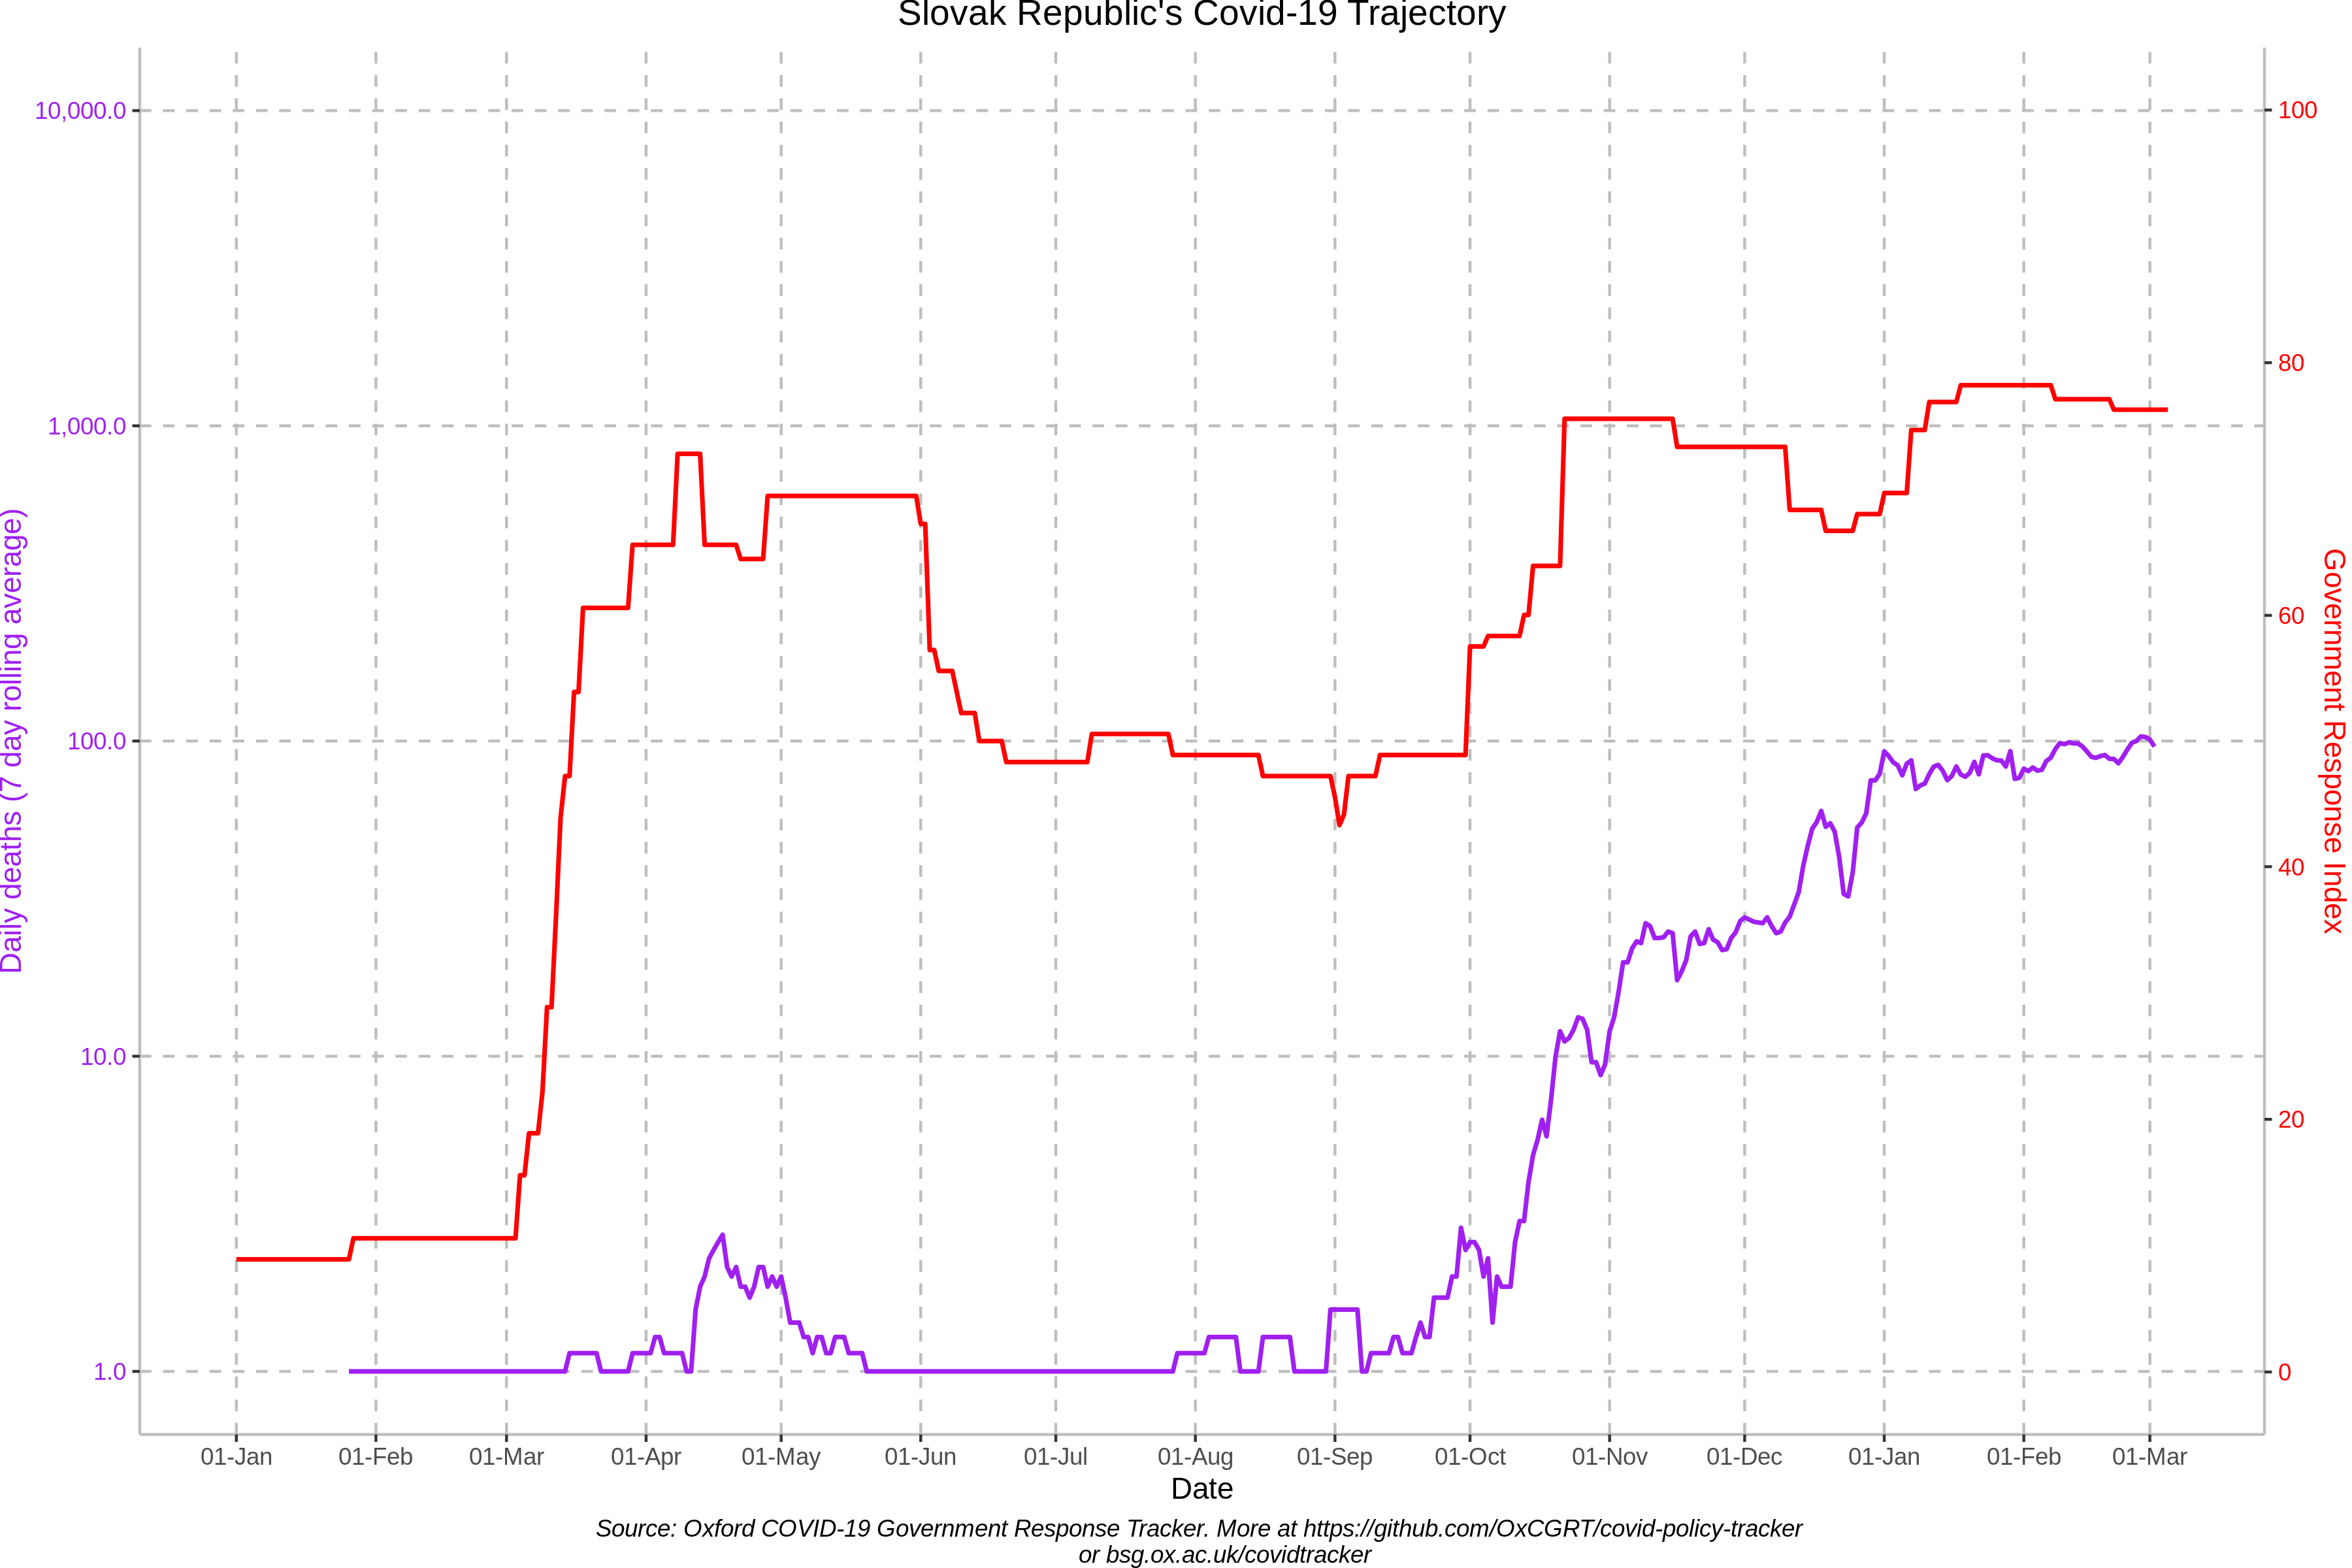 Slovak Republic's Covid-19 Trajectory
10,000.0
1,000.0
100.0
10.0
1.0
Daily deaths (7 day rolling average)
100
80
60
40
20
0
Government Response Index
01-Jan 01-Feb 01-Mar 01-Apr 01-May 01-Jun 01-Jul 01-Aug 01-Sep 01-Oct 01-Nov 01-Dec 01-Jan 01-Feb 01-Mar
Date
Source: Oxford COVID-19 Government Response Tracker. More at https://github.com/OxCGRT/covid-policy-tracker
or bsg.ox.ac.uk/covidtracker